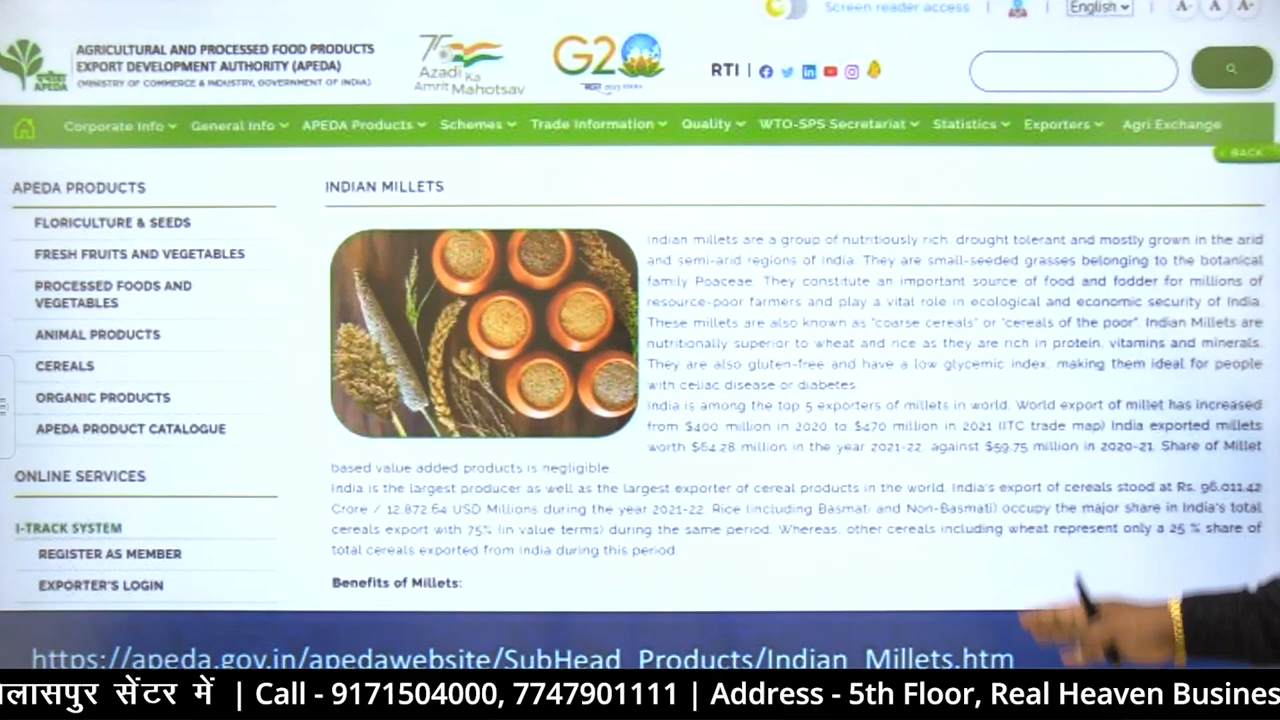 Screen reader access | | English | A- A A-
AGRICULTURAL AND PROCESSED FOOD PRODUCTS
EXPORT DEVELOPMENT AUTHORITY (APEDA)
(MINISTRY OF COMMERCE & INDUSTRY, GOVERNMENT OF INDIA)
APEDA
75
Azadi Ka
Amrit Mahotsav
G20
RTI |
Corporate Info General Info APEDA Products Schemes Trade Information Quality WTO-SPS Secretariat Statistics Exporters Agri Exchange
BACK
APEDA PRODUCTS
FLORICULTURE & SEEDS
FRESH FRUITS AND VEGETABLES
PROCESSED FOODS AND
VEGETABLES
ANIMAL PRODUCTS
CEREALS
ORGANIC PRODUCTS
APEDA PRODUCT CATALOGUE
ONLINE SERVICES
I-TRACK SYSTEM
REGISTER AS MEMBER
EXPORTER'S LOGIN
INDIAN MILLETS
Indian millets are a group of nutritiously rich, drought tolerant and mostly grown in the arid
and semi-arid regions of India. They are small-seeded grasses belonging to the botanical
family Poaceae. They constitute an important source of food and fodder for millions of
resource-poor farmers and play a vital role in ecological and economic security of India.
These millets are also known as "coarse cereals" or "cereals of the poor". Indian Millets are
nutritionally superior to wheat and rice as they are rich in protein, vitamins and minerals.
They are also gluten-free and have a low glycemic index, making them ideal for people
with celiac disease or diabetes.
India is among the top 5 exporters of millets in world. World export of millet has increased
from $400 million in 2020 to $470 million in 2021 (ITC trade map) India exported millets
worth $64.28 million in the year 2021-22, against $59.75 million in 2020-21. Share of Millet
based value added products is negligible.
India is the largest producer as well as the largest exporter of cereal products in the world. India's export of cereals stood at Rs. 96,011.42
Crore / 12,872.64 USD Millions during the year 2021-22. Rice (including Basmati and Non-Basmati) occupy the major share in India's total
cereals export with 75% (in value terms) during the same period. Whereas, other cereals including wheat represent only a 25 % share of
total cereals exported from India during this period.
Benefits of Millets:
https://apeda.gov.in/apedawebsite/SubHead_Products/Indian_Millets.htm
लासपुर सेंटर में | Call - 9171504000, 7747901111 | Address - 5th Floor, Real Heaven Busines